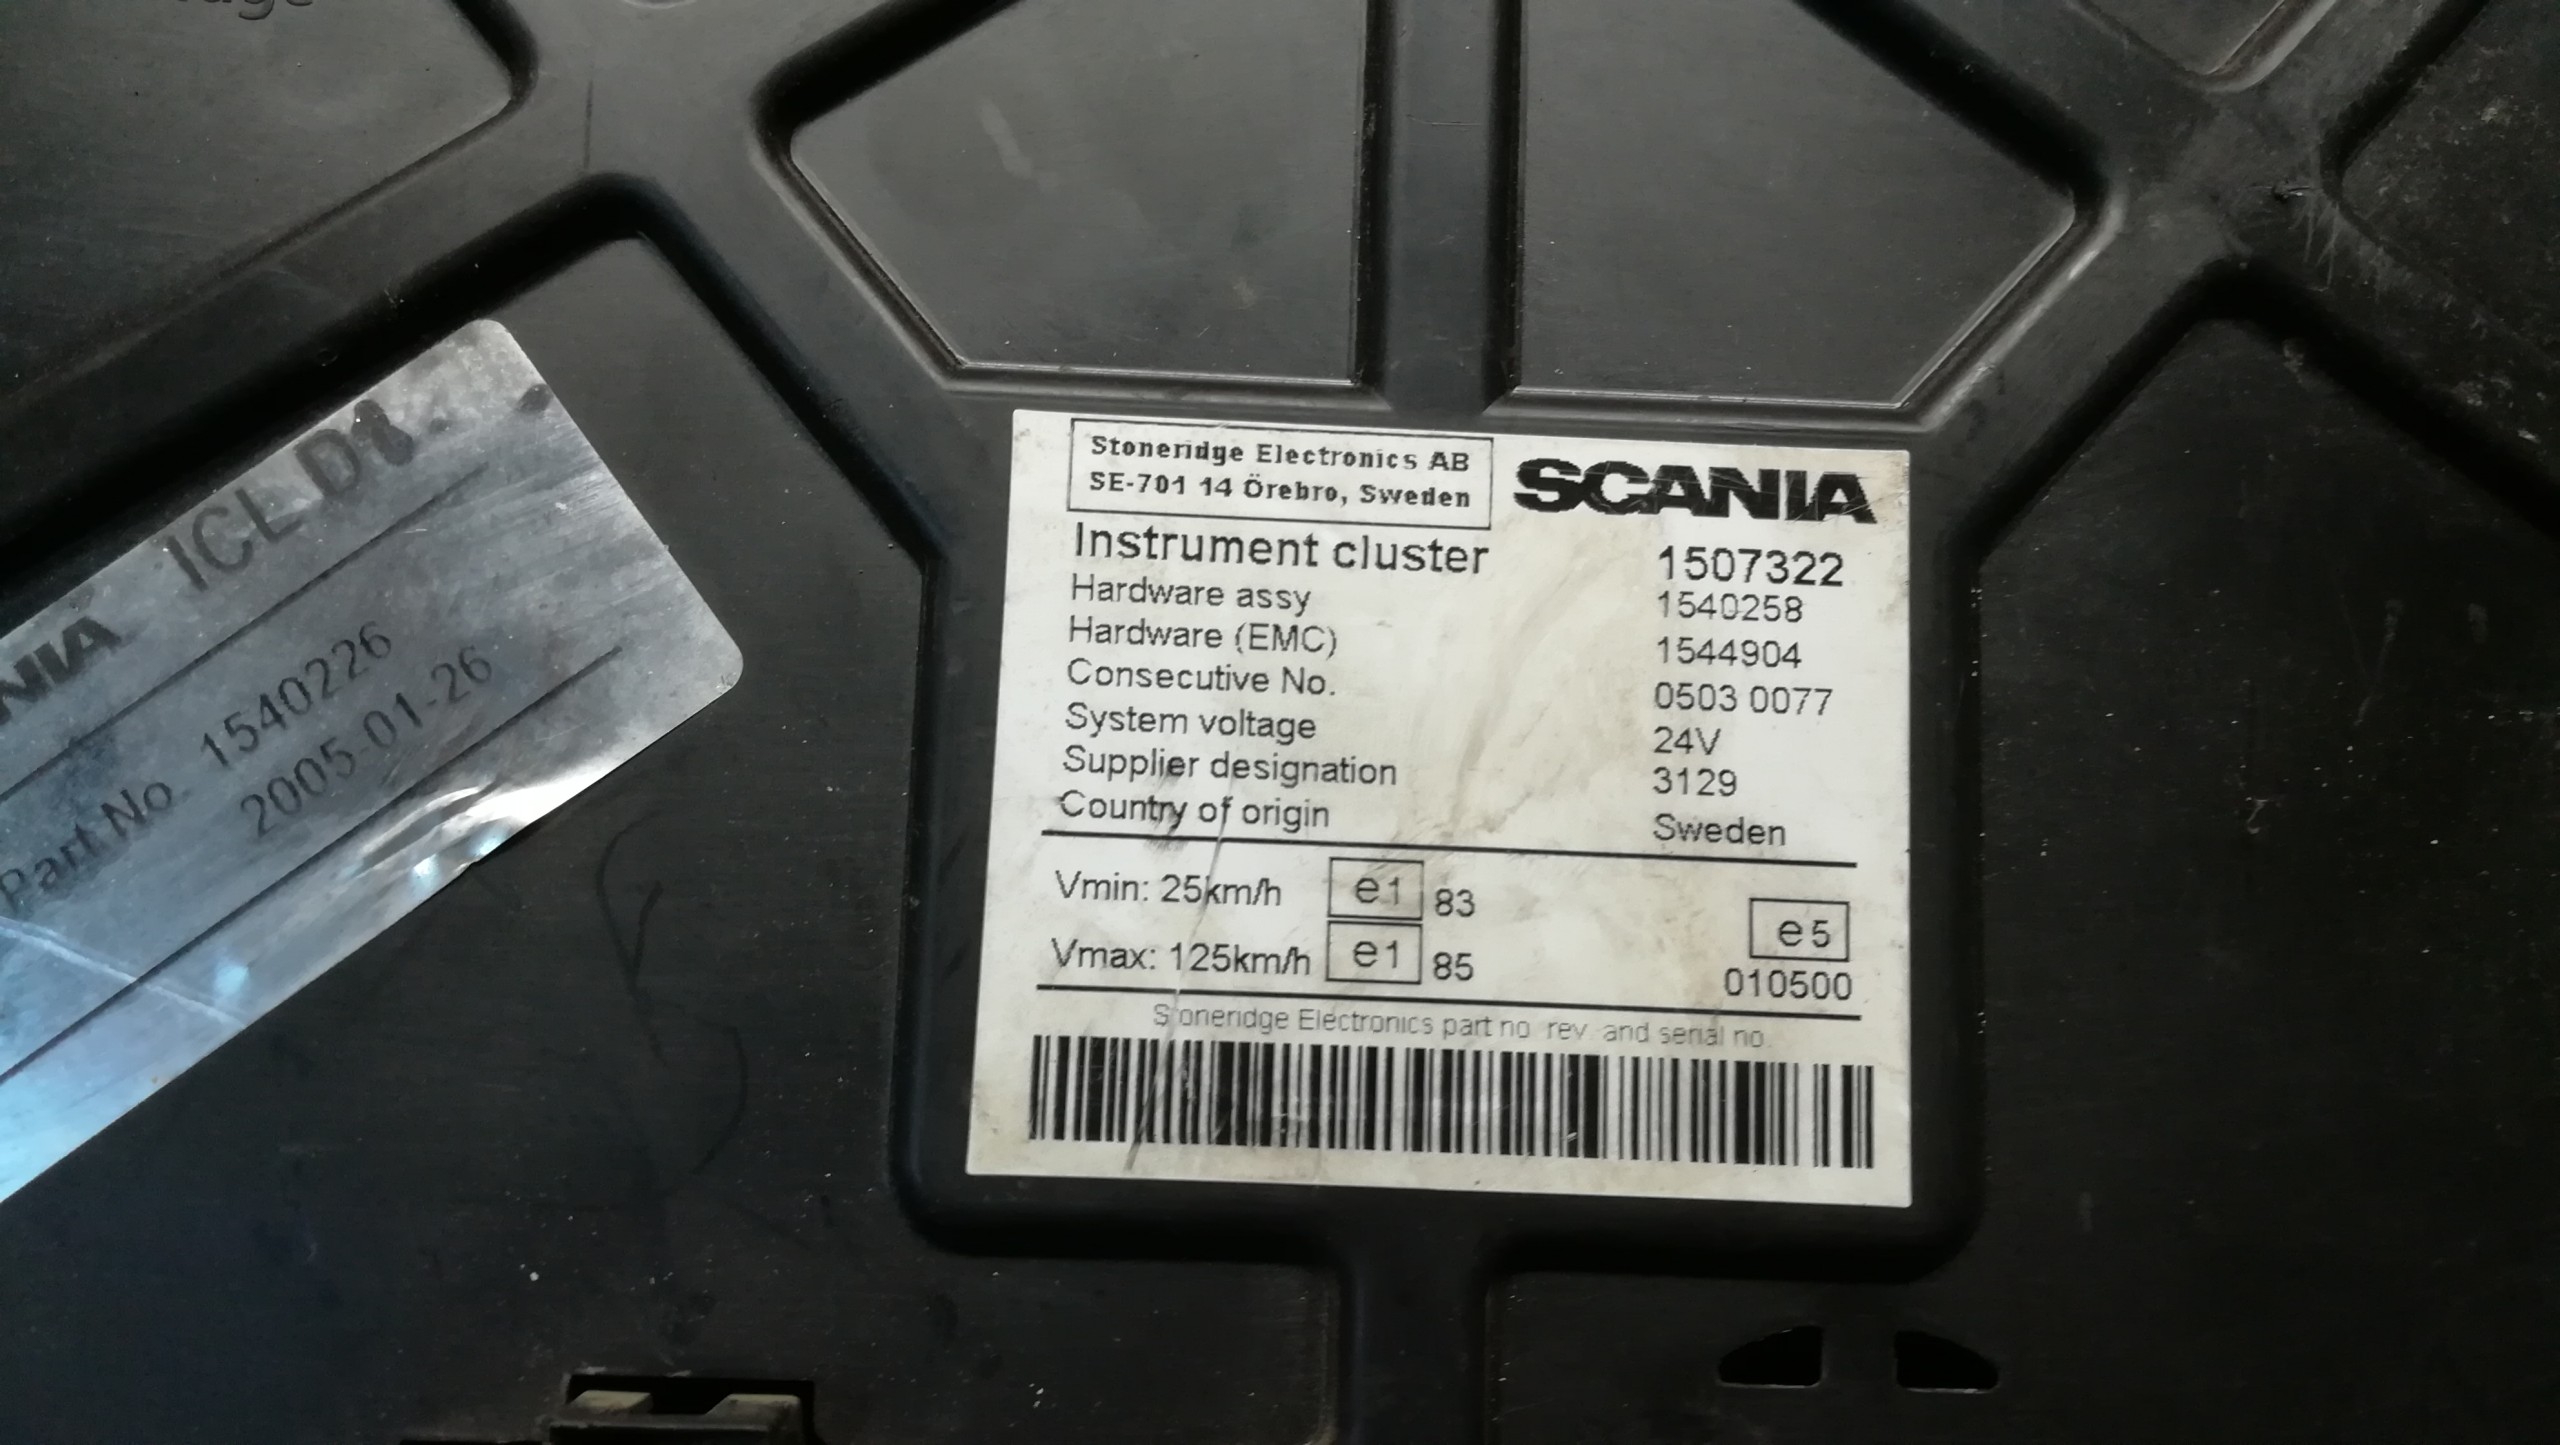 ICL D1
Part No. 1540226
2005-01-26
Stoneridge Electronics AB
SE-701 14 Örebro, Sweden
SCANIA
Instrument cluster 1507322
Hardware assy 1540258
Hardware (EMC) 1544904
Consecutive No. 0503 0077
System voltage 24V
Supplier designation 3129
Country of origin Sweden
Vmin: 25km/h e1 83
Vmax: 125km/h e1 85
e5
010500
Stoneridge Electronics part no rev and serial no.